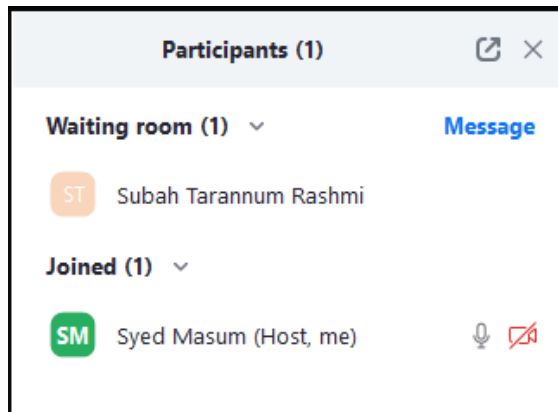 Participants (1)
Waiting room (1) Message
ST Subah Tarannum Rashmi
Joined (1)
SM Syed Masum (Host, me)